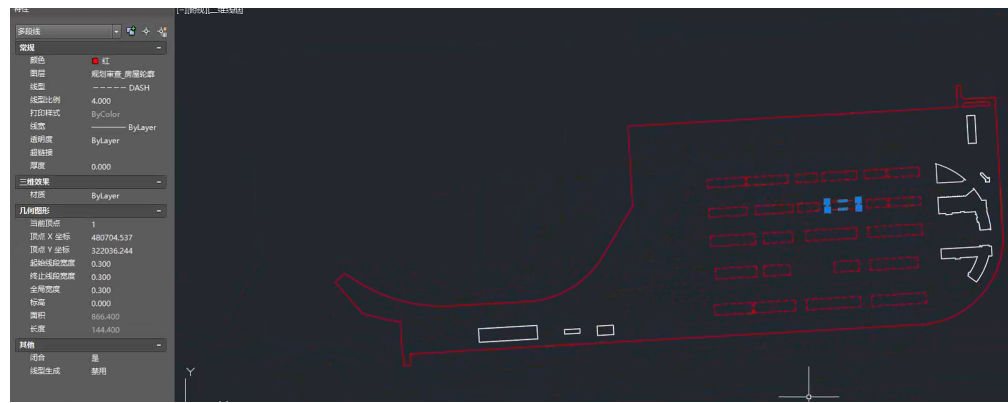 特性
[-][俯视][二维线框]
多段线
常规
颜色 红
图层 规划审查_房屋轮廓
线型 DASH
线型比例 4.000
打印样式 ByColor
线宽 ByLayer
透明度 ByLayer
超链接
厚度 0.000
三维效果
材质 ByLayer
几何图形
当前顶点 1
顶点 X 坐标 480704.537
顶点 Y 坐标 322036.244
起始线段宽度 0.300
终止线段宽度 0.300
全局宽度 0.300
标高 0.000
面积 866.400
长度 144.400
其他
闭合 是
线型生成 禁用
Y